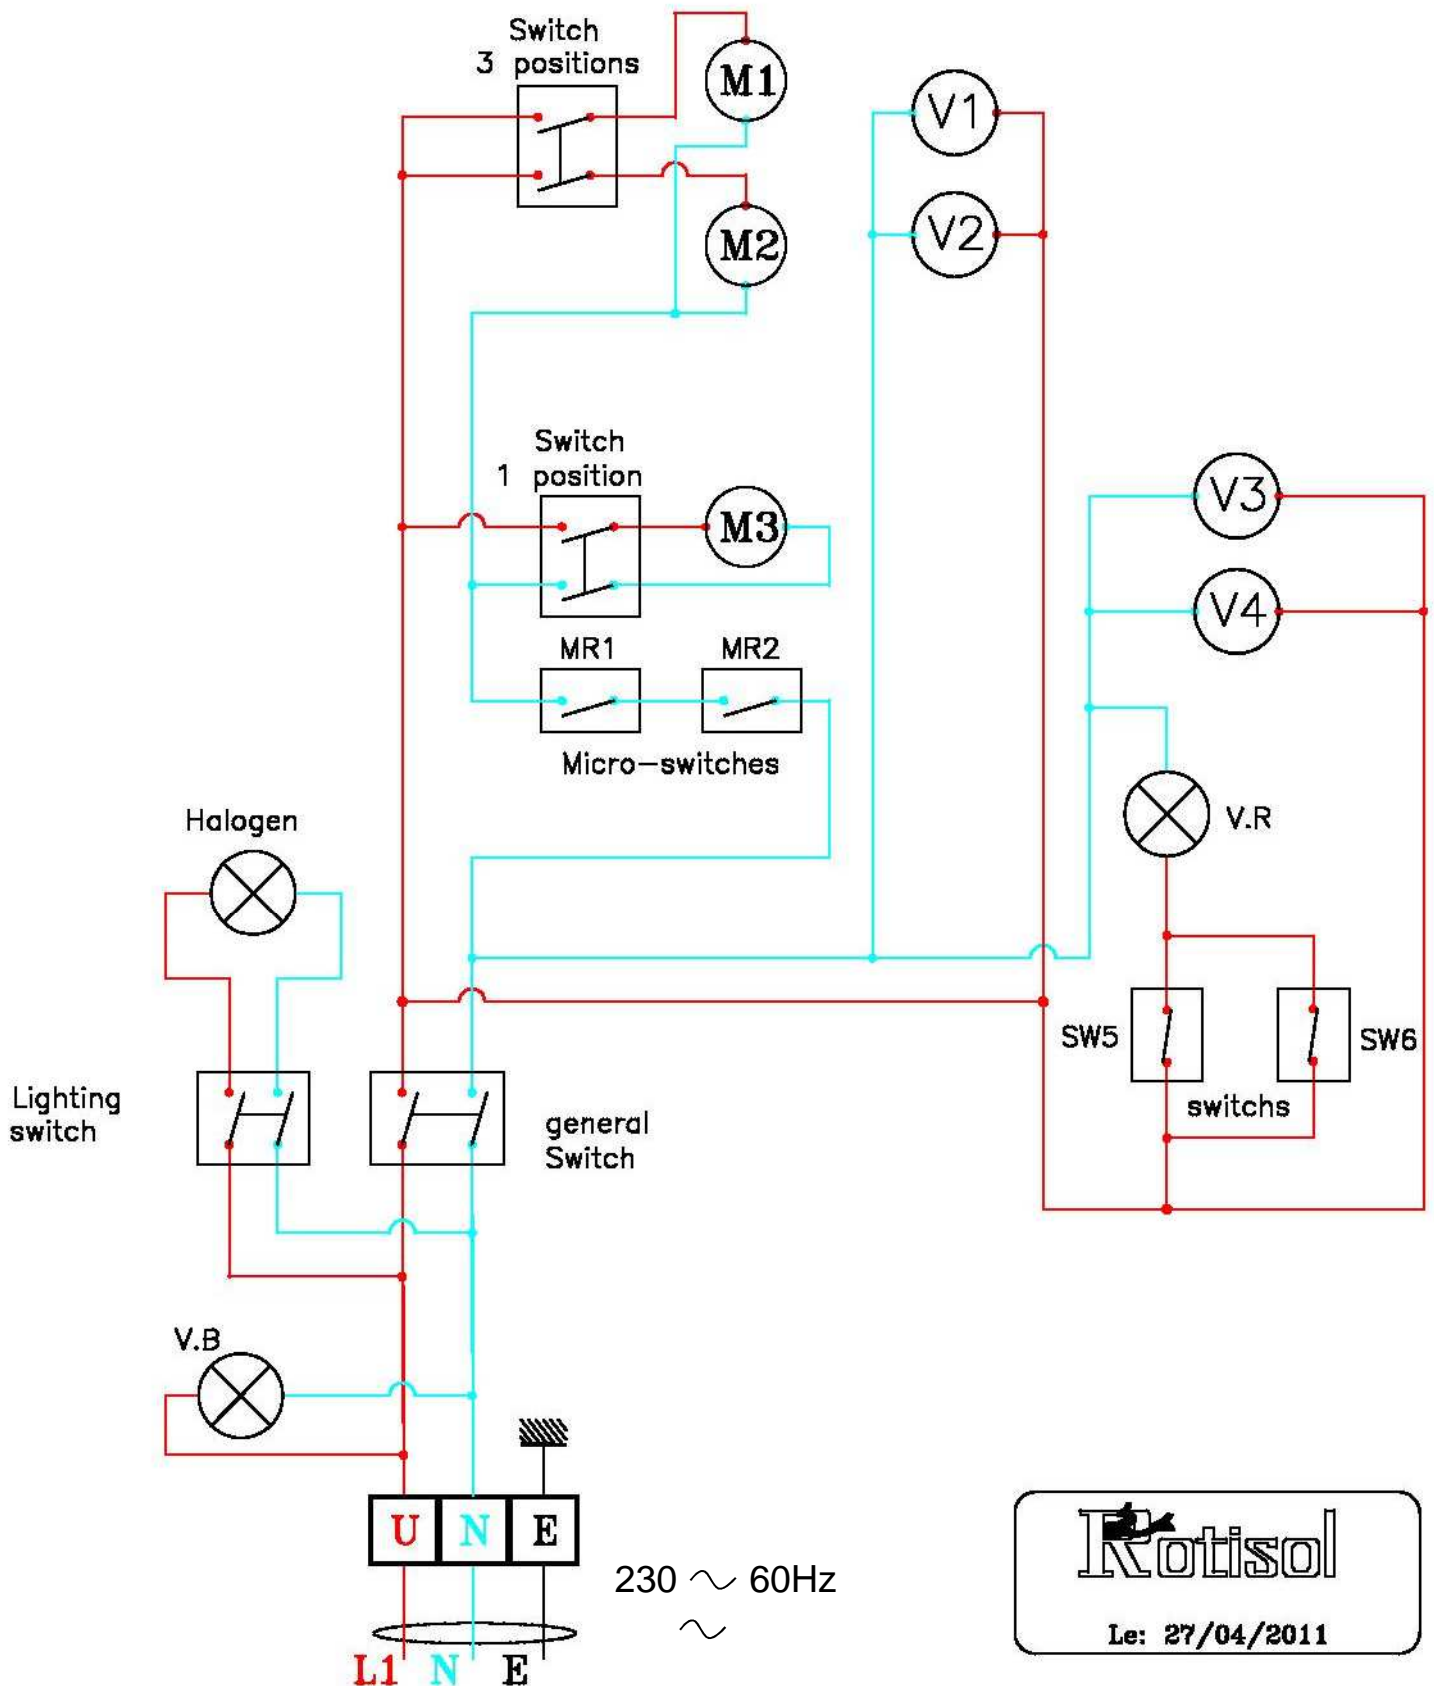 Switch
3 positions
M1
V1
V2
M2
Switch
1 position
M3
V3
V4
MR1
MR2
Micro-switches
Halogen
V.R
SW5
SW6
switchs
Lighting
switch
general
Switch
V.B
U
N
E
230 ~ 60Hz
~
L1
N
E
Rotisol
Le: 27/04/2011